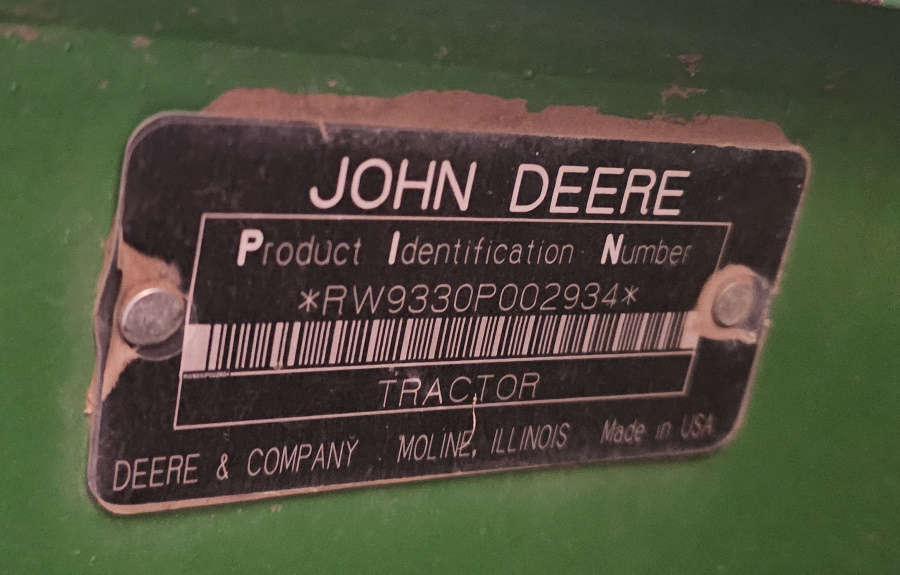 JOHN DEERE
Product Identification Number
*RW9330P002934*
TRACTOR
DEERE & COMPANY MOLINE, ILLINOIS Made in USA